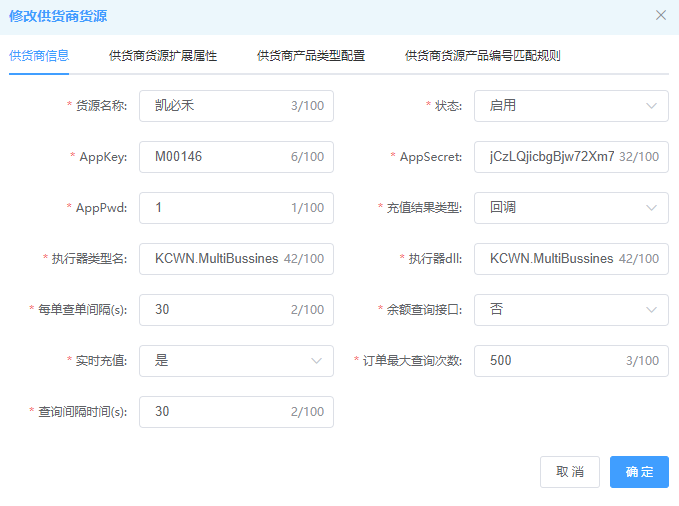 修改供货商货源
供货商信息 供货商货源扩展属性 供货商产品类型配置 供货商货源产品编号匹配规则
* 货源名称: 凯必禾 3/100 * 状态: 启用
* AppKey: M00146 6/100 * AppSecret: jCzLQjicbgBjw72Xm7 32/100
* AppPwd: 1 1/100 * 充值结果类型: 回调
* 执行器类型名: KCWN.MultiBussines 42/100 * 执行器dll: KCWN.MultiBussines 42/100
* 每单查单间隔(s): 30 2/100 * 余额查询接口: 否
* 实时充值: 是 * 订单最大查询次数: 500 3/100
* 查询间隔时间(s): 30 2/100
取 消 确 定